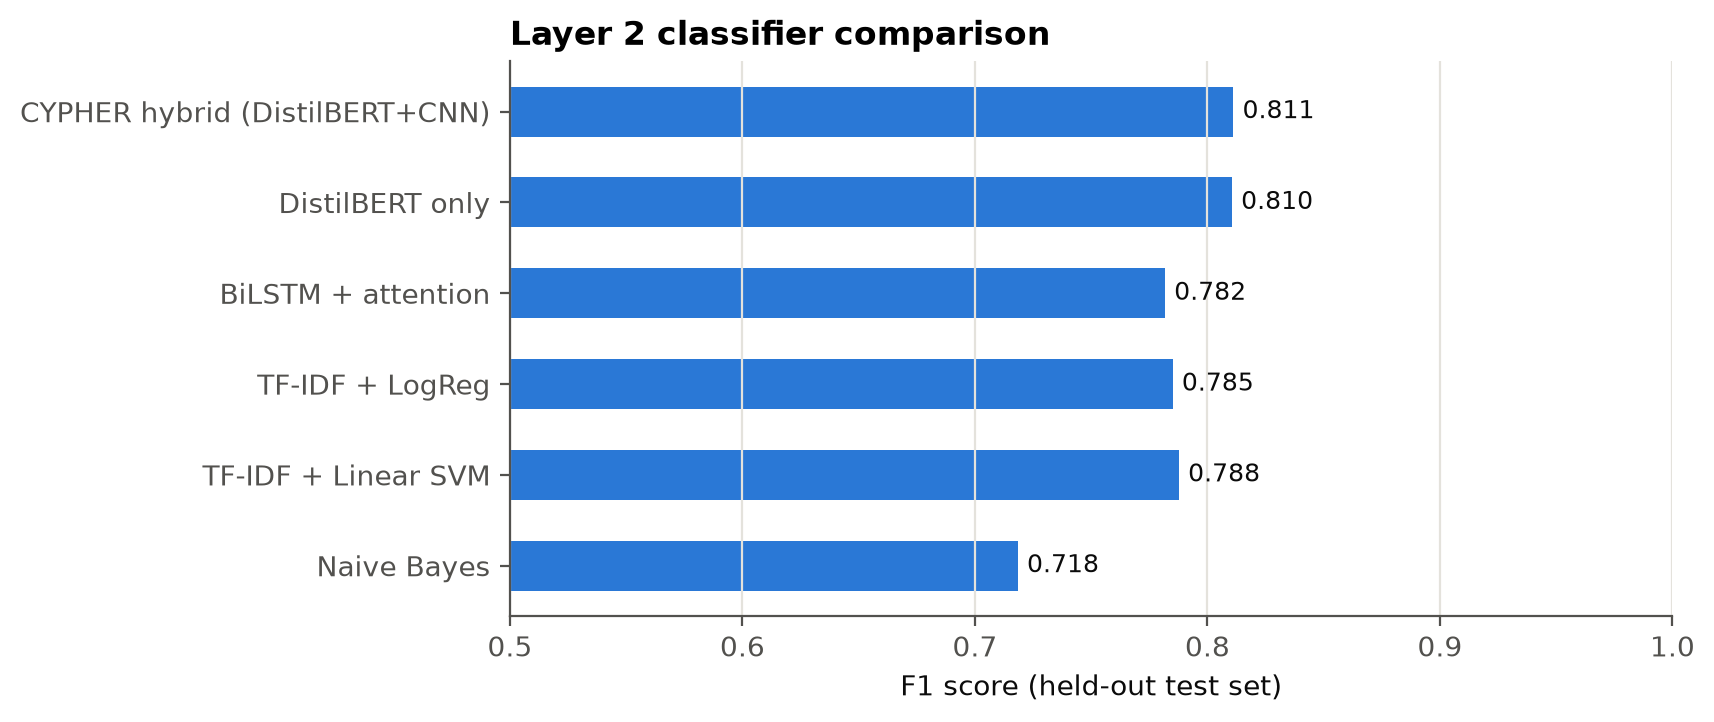 Layer 2 classifier comparison
CYPHER hybrid (DistilBERT+CNN) 0.811
DistilBERT only 0.810
BiLSTM + attention 0.782
TF-IDF + LogReg 0.785
TF-IDF + Linear SVM 0.788
Naive Bayes 0.718
0.5 0.6 0.7 0.8 0.9 1.0
F1 score (held-out test set)